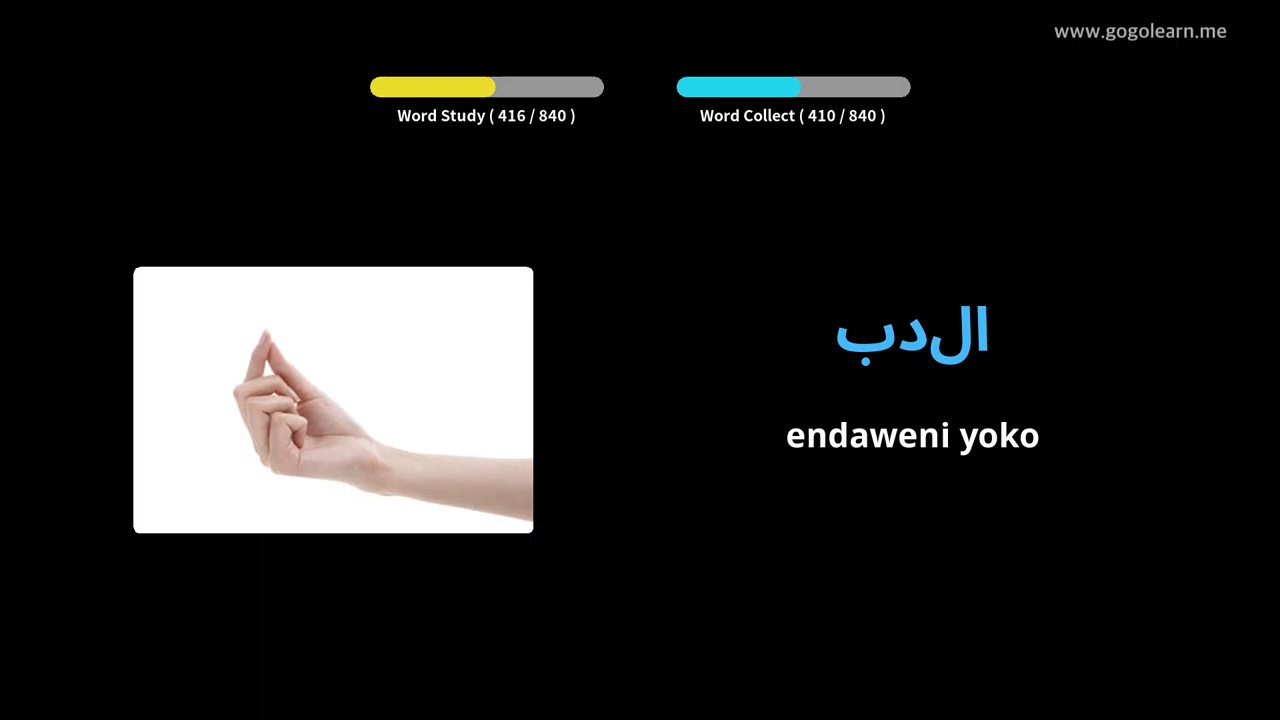 www.gogolearn.me
Word Study ( 416 / 840 )
Word Collect ( 410 / 840 )
الدب
endaweni yoko